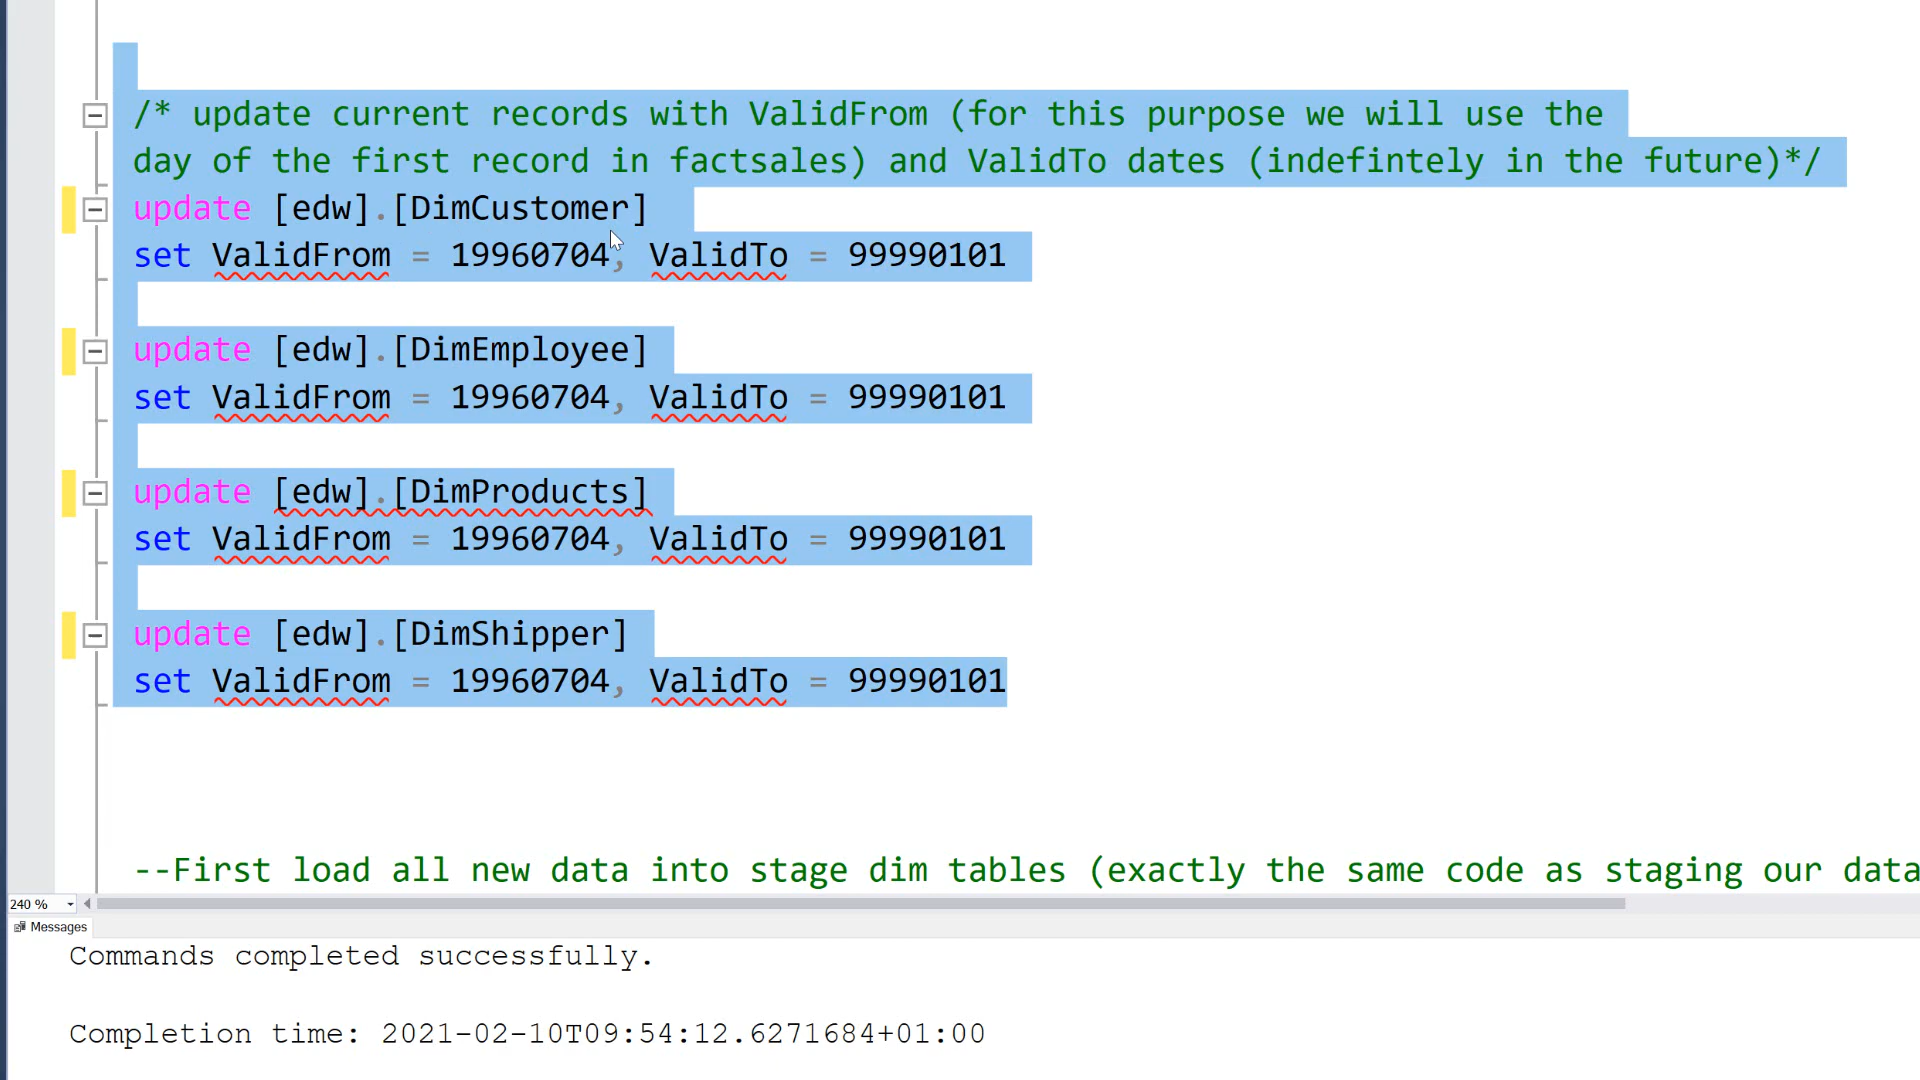 /* update current records with ValidFrom (for this purpose we will use the
day of the first record in factsales) and ValidTo dates (indefintely in the future)*/
update [edw].[DimCustomer]
set ValidFrom = 19960704, ValidTo = 99990101
update [edw].[DimEmployee]
set ValidFrom = 19960704, ValidTo = 99990101
update [edw].[DimProducts]
set ValidFrom = 19960704, ValidTo = 99990101
update [edw].[DimShipper]
set ValidFrom = 19960704, ValidTo = 99990101
--First load all new data into stage dim tables (exactly the same code as staging our data
240 %
Messages
Commands completed successfully.
Completion time: 2021-02-10T09:54:12.6271684+01:00